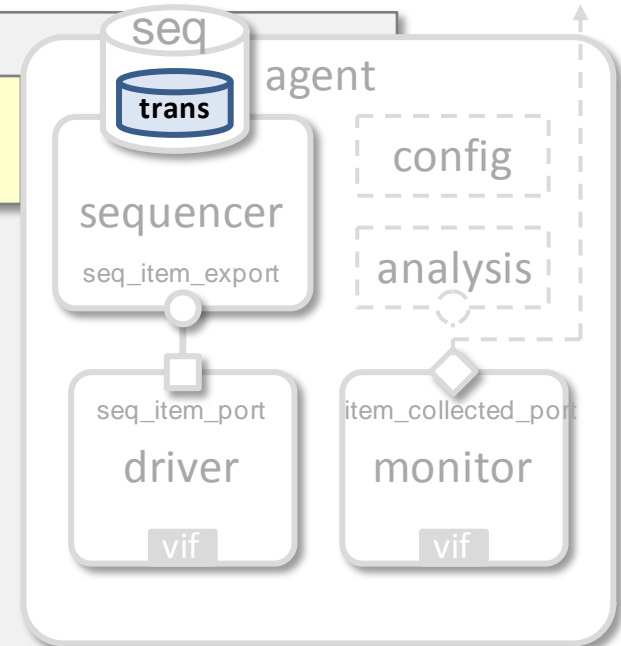 seq
agent
trans
config
sequencer
seq_item_export
analysis
seq_item_port
item_collected_port
driver
monitor
vif
vif